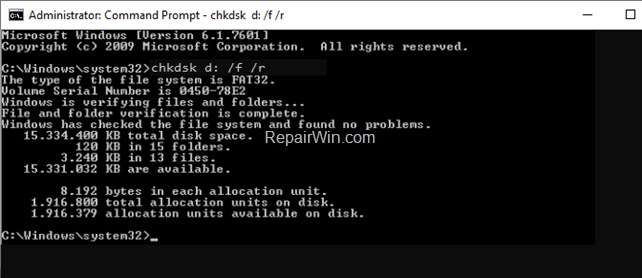 Administrator: Command Prompt - chkdsk d: /f /r
Microsoft Windows [Version 6.1.7601]
Copyright (c) 2009 Microsoft Corporation. All rights reserved.
C:\Windows\system32>chkdsk d: /f /r
The type of the file system is FAT32.
Volume Serial Number is 0450-78E2
Windows is verifying files and folders...
File and folder verification is complete.
Windows has checked the file system and found no problems.
15.334.400 KB total disk space.
120 KB in 15 folders.
3.240 KB in 13 files.
15.331.032 KB are available.
RepairWin.com
8.192 bytes in each allocation unit.
1.916.800 total allocation units on disk.
1.916.379 allocation units available on disk.
C:\Windows\system32>_